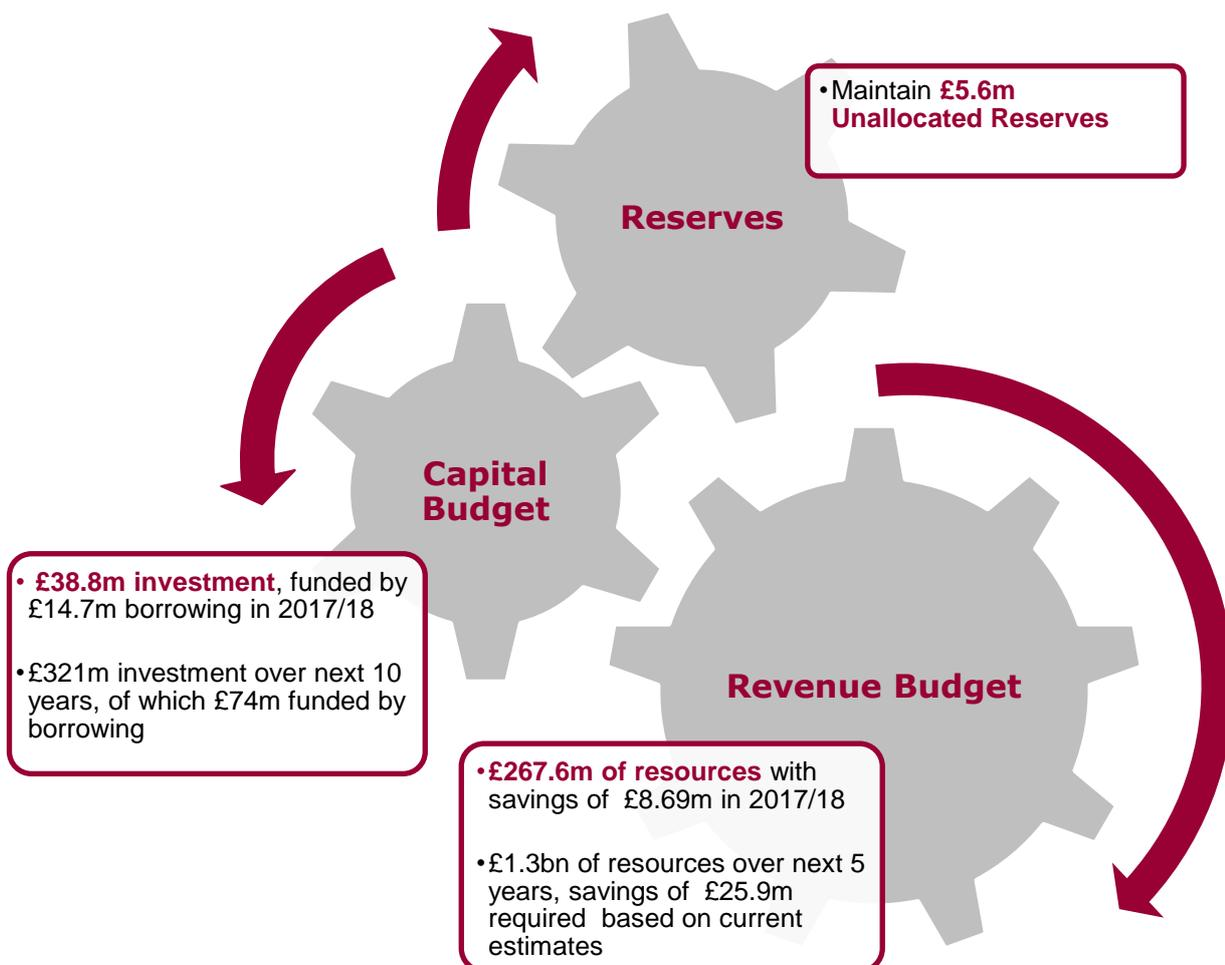 •Maintain £5.6m
Unallocated Reserves
Reserves
Capital
Budget
• £38.8m investment, funded by
£14.7m borrowing in 2017/18
•£321m investment over next 10
years, of which £74m funded by
borrowing
Revenue Budget
•£267.6m of resources with
savings of £8.69m in 2017/18
•£1.3bn of resources over next 5
years, savings of £25.9m
required based on current
estimates